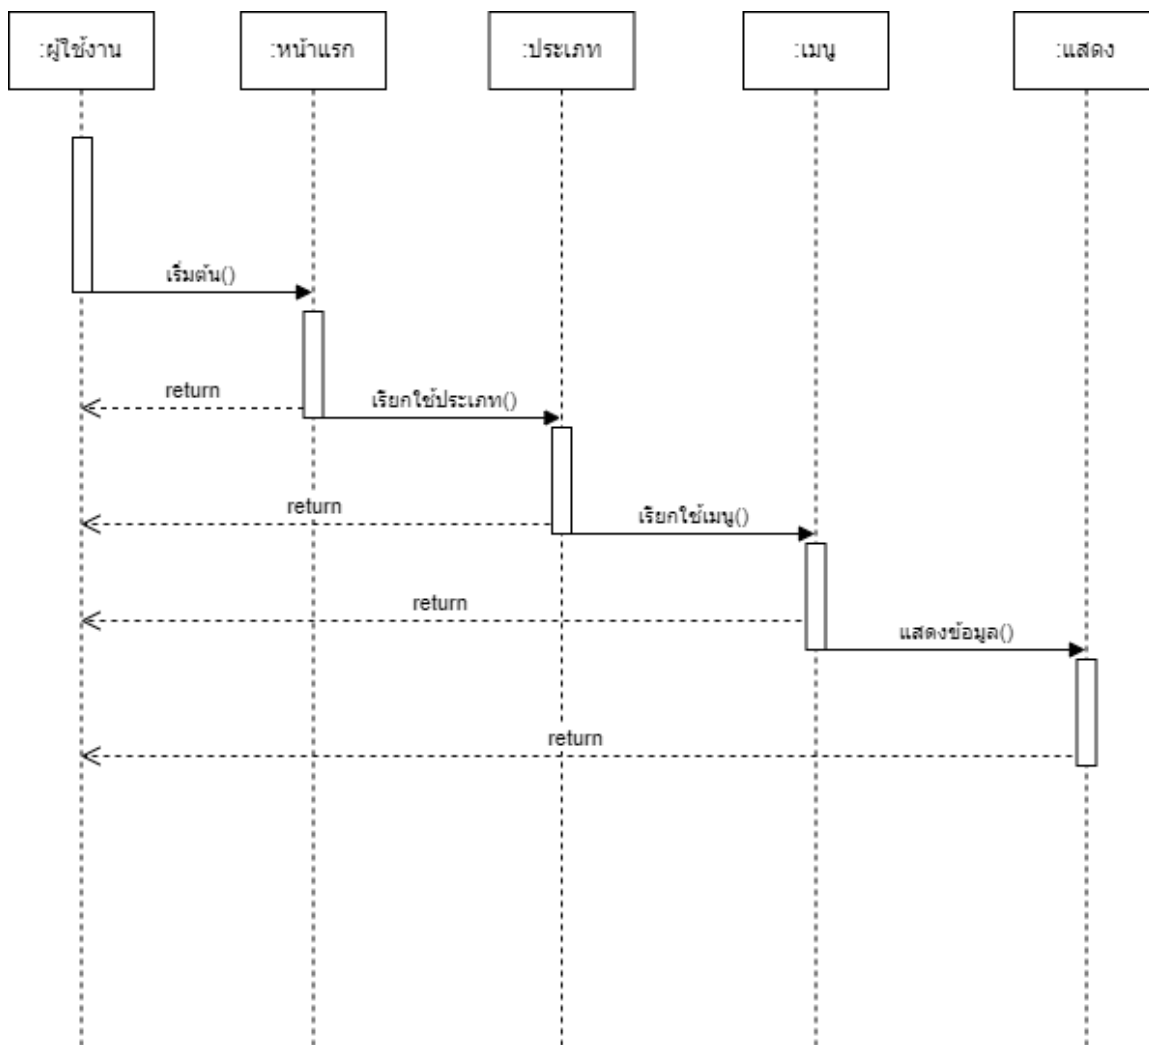 :ผู้ใช้งาน
:หน้าแรก
:ประเภท
:เมนู
:แสดง
เริ่มต้น()
return
เรียกใช้ประเภท()
return
เรียกใช้เมนู()
return
แสดงข้อมูล()
return